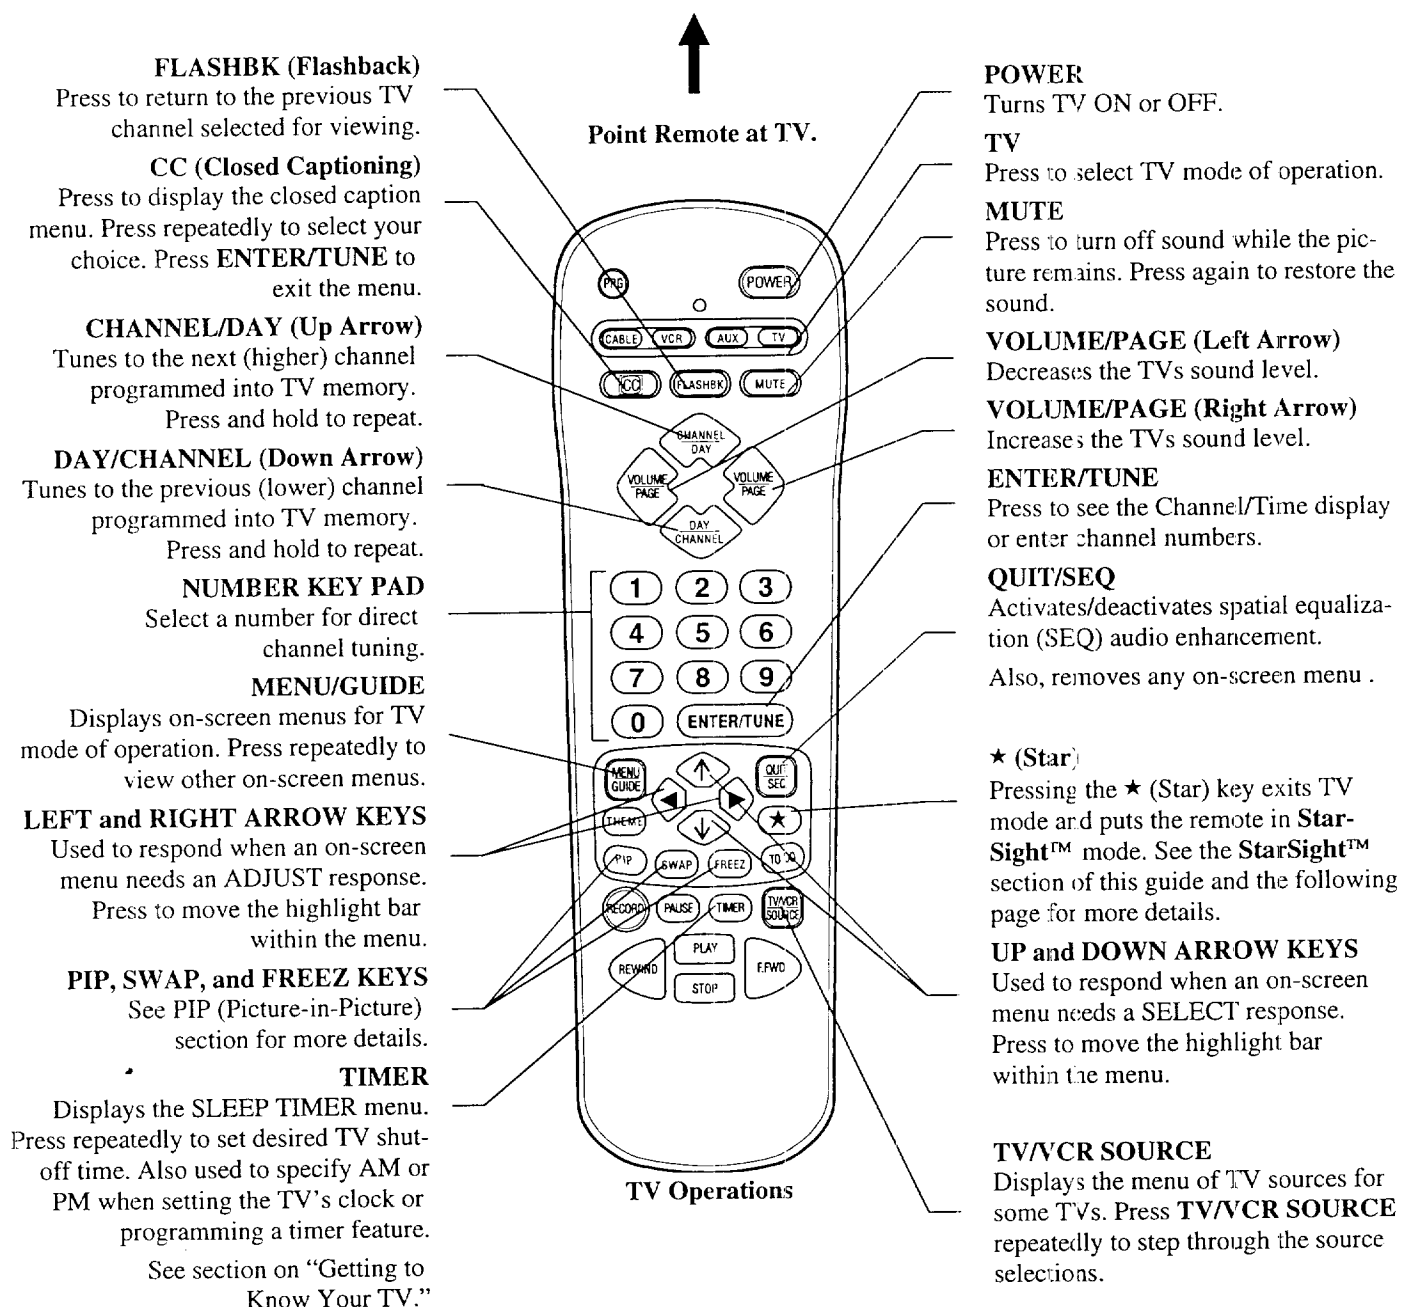 FLASHBK (Flashback)
Press to return to the previous TV
channel selected for viewing.
CC (Closed Captioning)
Press to display the closed caption
menu. Press repeatedly to select your
choice. Press ENTER/TUNE to
exit the menu.
CHANNEL/DAY (Up Arrow)
Tunes to the next (higher) channel
programmed into TV memory.
Press and hold to repeat.
DAY/CHANNEL (Down Arrow)
Tunes to the previous (lower) channel
programmed into TV memory.
Press and hold to repeat.
NUMBER KEY PAD
Select a number for direct
channel tuning.
MENU/GUIDE
Displays on-screen menus for TV
mode of operation. Press repeatedly to
view other on-screen menus.
LEFT and RIGHT ARROW KEYS
Used to respond when an on-screen
menu needs an ADJUST response.
Press to move the highlight bar
within the menu.
PIP, SWAP, and FREEZ KEYS
See PIP (Picture-in-Picture)
section for more details.
TIMER
Displays the SLEEP TIMER menu.
Press repeatedly to set desired TV shut-
off time. Also used to specify AM or
PM when setting the TV's clock or
programming a timer feature.
See section on “Getting to
Know Your TV.”
Point Remote at TV.
PRG
POWER
CABLE VCR AUX TV
CC FLASHBK MUTE
CHANNEL
DAY
VOLUME
PAGE
VOLUME
PAGE
DAY
CHANNEL
1 2 3
4 5 6
7 8 9
0 ENTER/TUNE
MENU
GUIDE
↑
QUIT
SEC
◀ ▶
THEME
↓
★
PIP SWAP FREEZ TO DO
RECORD PAUSE TIMER
TV/VCR
SOURCE
PLAY
REWIND
F.FWD
STOP
TV Operations
POWER
Turns TV ON or OFF.
TV
Press to select TV mode of operation.
MUTE
Press to turn off sound while the pic-
ture remains. Press again to restore the
sound.
VOLUME/PAGE (Left Arrow)
Decreases the TVs sound level.
VOLUME/PAGE (Right Arrow)
Increases the TVs sound level.
ENTER/TUNE
Press to see the Channel/Time display
or enter channel numbers.
QUIT/SEQ
Activates/deactivates spatial equaliza-
tion (SEQ) audio enhancement.
Also, removes any on-screen menu .
★ (Star)
Pressing the ★ (Star) key exits TV
mode and puts the remote in Star-
Sight™ mode. See the StarSight™
section of this guide and the following
page for more details.
UP and DOWN ARROW KEYS
Used to respond when an on-screen
menu needs a SELECT response.
Press to move the highlight bar
within the menu.
TV/VCR SOURCE
Displays the menu of TV sources for
some TVs. Press TV/VCR SOURCE
repeatedly to step through the source
selections.